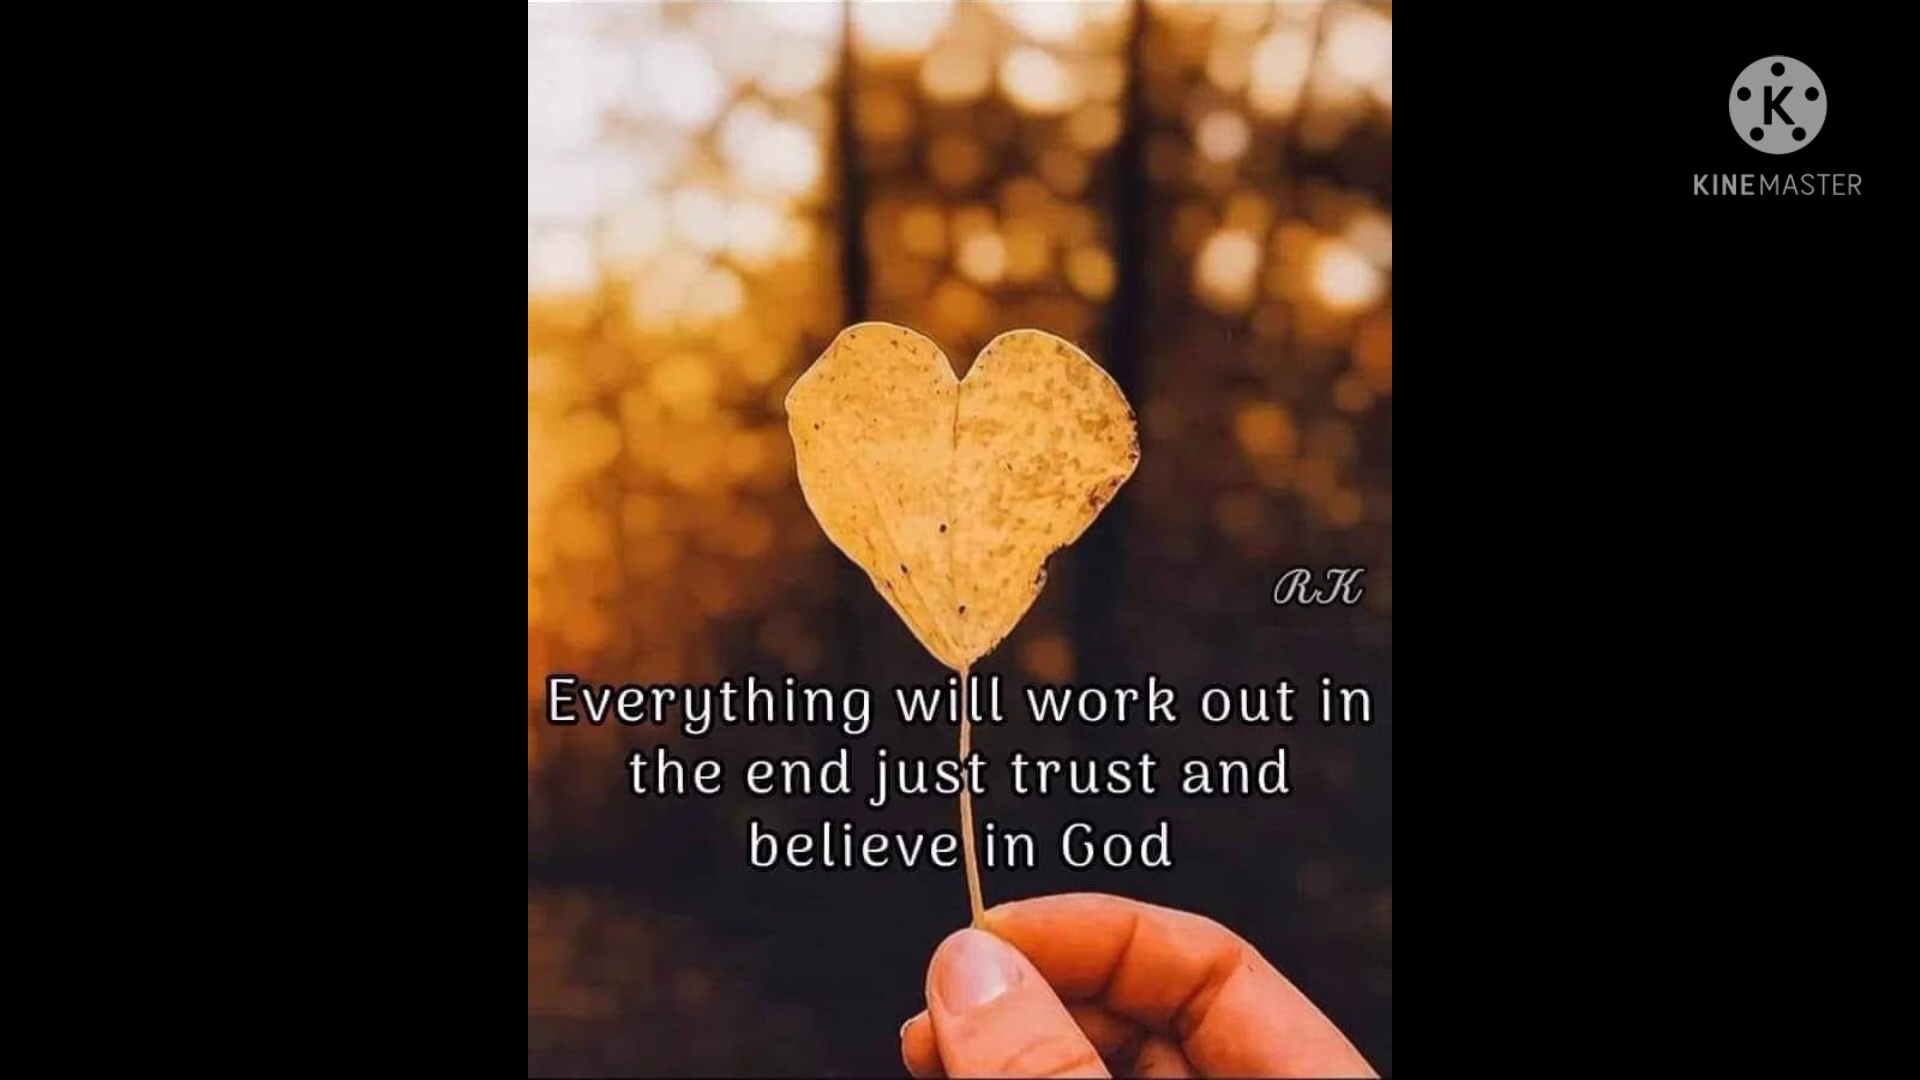 KINEMASTER
RK
Everything will work out in
the end just trust and
believe in God